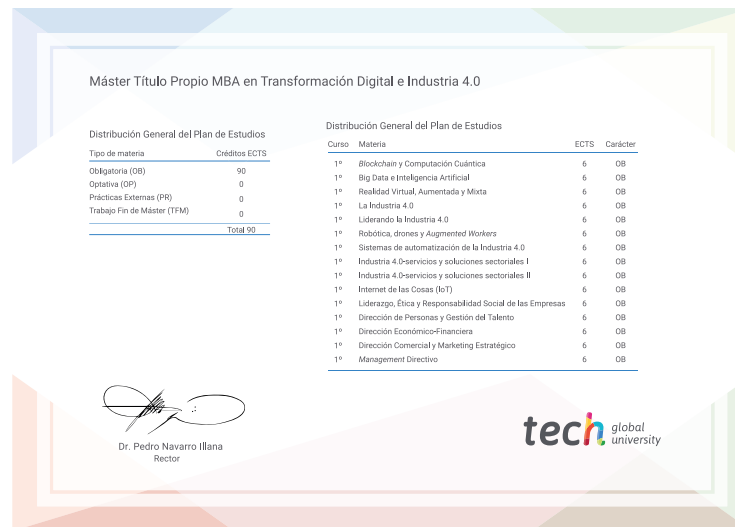 Máster Título Propio MBA en Transformación Digital e Industria 4.0
Distribución General del Plan de Estudios
Tipo de materia Créditos ECTS
Obligatoria (OB) 90
Optativa (OP) 0
Prácticas Externas (PR) 0
Trabajo Fin de Máster (TFM) 0
Total 90
Distribución General del Plan de Estudios
Curso Materia ECTS Carácter
1º Blockchain y Computación Cuántica 6 OB
1º Big Data e Inteligencia Artificial 6 OB
1º Realidad Virtual, Aumentada y Mixta 6 OB
1º La Industria 4.0 6 OB
1º Liderando la Industria 4.0 6 OB
1º Robótica, drones y Augmented Workers 6 OB
1º Sistemas de automatización de la Industria 4.0 6 OB
1º Industria 4.0-servicios y soluciones sectoriales I 6 OB
1º Industria 4.0-servicios y soluciones sectoriales II 6 OB
1º Internet de las Cosas (IoT) 6 OB
1º Liderazgo, Ética y Responsabilidad Social de las Empresas 6 OB
1º Dirección de Personas y Gestión del Talento 6 OB
1º Dirección Económico-Financiera 6 OB
1º Dirección Comercial y Marketing Estratégico 6 OB
1º Management Directivo 6 OB
Dr. Pedro Navarro Illana
Rector
tech global
university